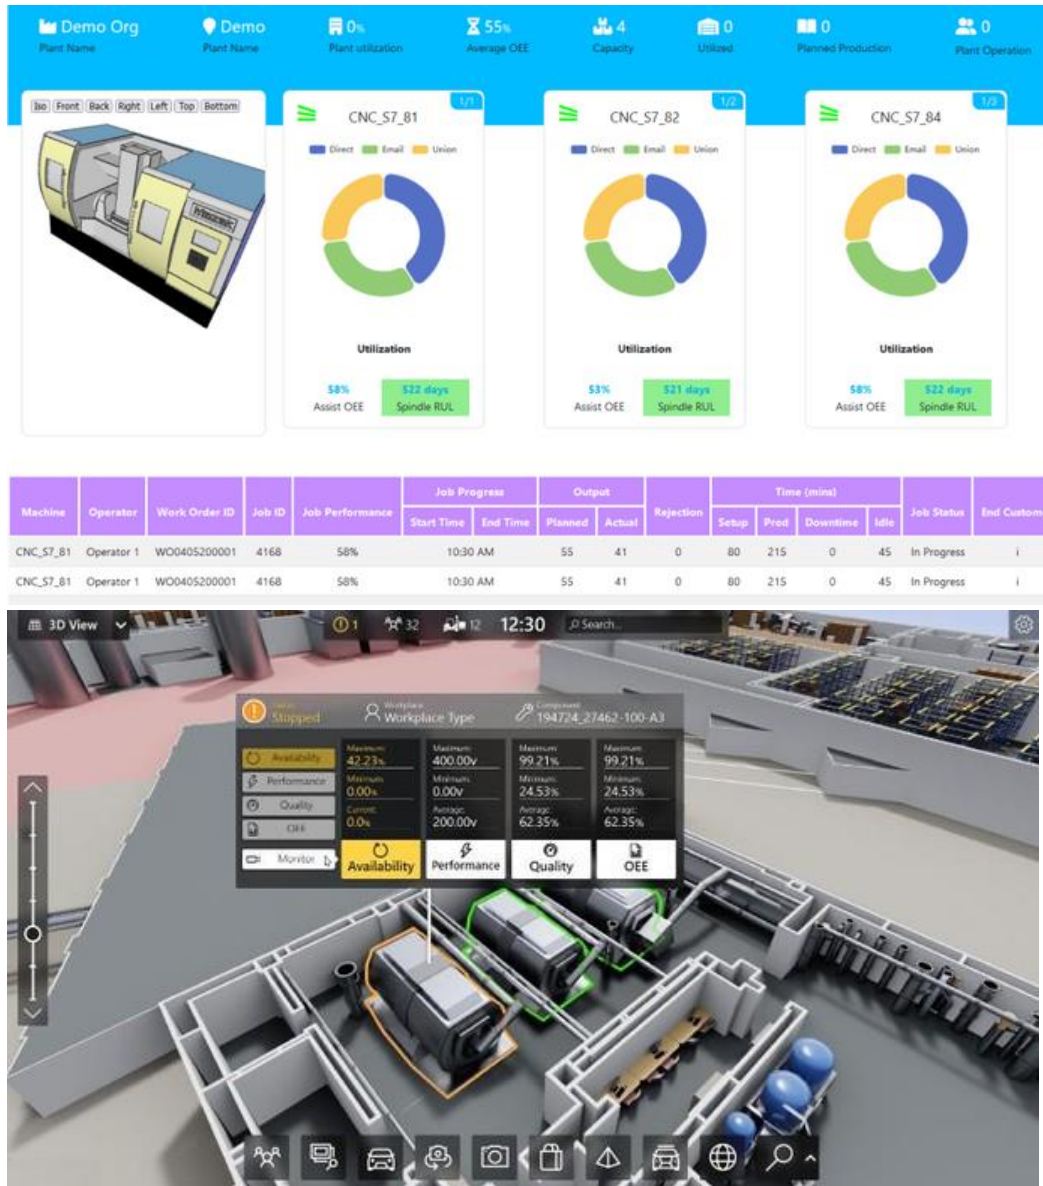 Demo Org Demo 0% 55% 4 0 0 0
Plant Name Plant Name Plant utilization Average OEE Capacity Utilized Planned Production Plant Operation
Iso Front Back Right Left Top Bottom
1/1
CNC_S7_81
Direct Email Union
Utilization
58% 522 days
Assist OEE Spindle RUL
1/2
CNC_S7_82
Direct Email Union
Utilization
53% 521 days
Assist OEE Spindle RUL
1/3
CNC_S7_84
Direct Email Union
Utilization
58% 522 days
Assist OEE Spindle RUL
Machine Operator Work Order ID Job ID Job Performance Job Progress Output Rejection Time (mins) Job Status End Custom
Start Time End Time Planned Actual Setup Prod Downtime Idle
CNC_S7_81 Operator 1 WO0405200001 4168 58% 10:30 AM 55 41 0 80 215 0 45 In Progress i
CNC_S7_81 Operator 1 WO0405200001 4168 58% 10:30 AM 55 41 0 80 215 0 45 In Progress i
3D View 1 32 12 12:30 Search...
Stopped
Workplace
Workplace Type
Component
194724_27462-100-A3
Availability
Performance
Quality
OEE
Monitor
Maximum: Maximum: Maximum: Maximum:
42.23% 400.00v 99.21% 99.21%
Minimum: Minimum: Minimum: Minimum:
0.00% 0.00v 24.53% 24.53%
Current: Average: Average: Average:
0.0% 200.00v 62.35% 62.35%
Availability Performance Quality OEE